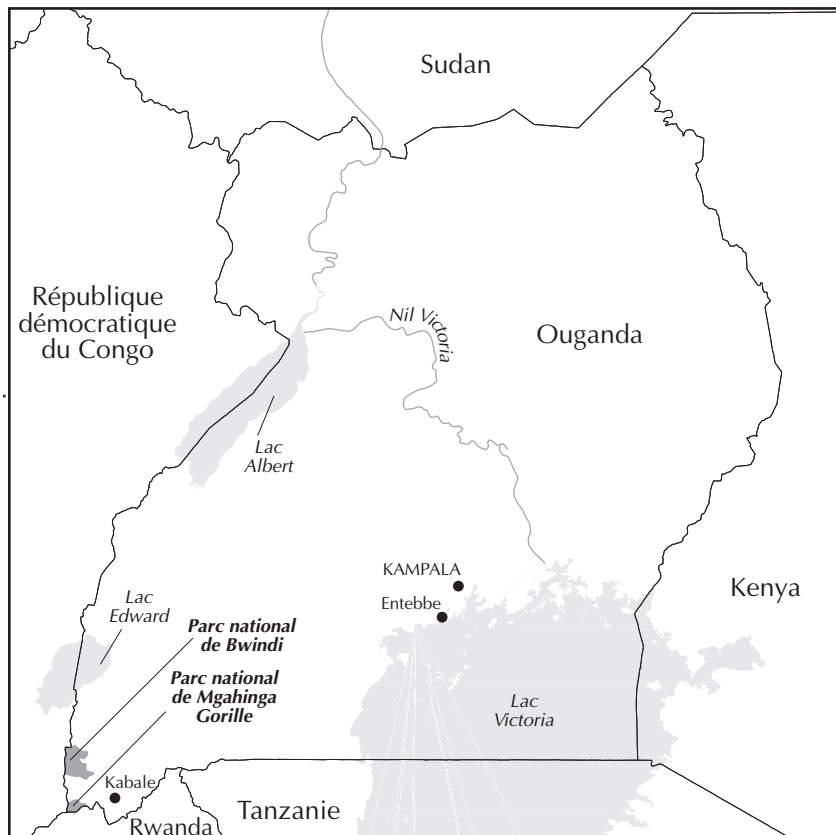 Sudan
République
démocratique
du Congo
Nil Victoria
Ouganda
Lac
Albert
KAMPALA
Entebbe
Kenya
Lac
Edward
Parc national
de Bwindi
Parc national
de Mgahinga
Gorille
Lac
Victoria
Kabale
Tanzanie
Rwanda